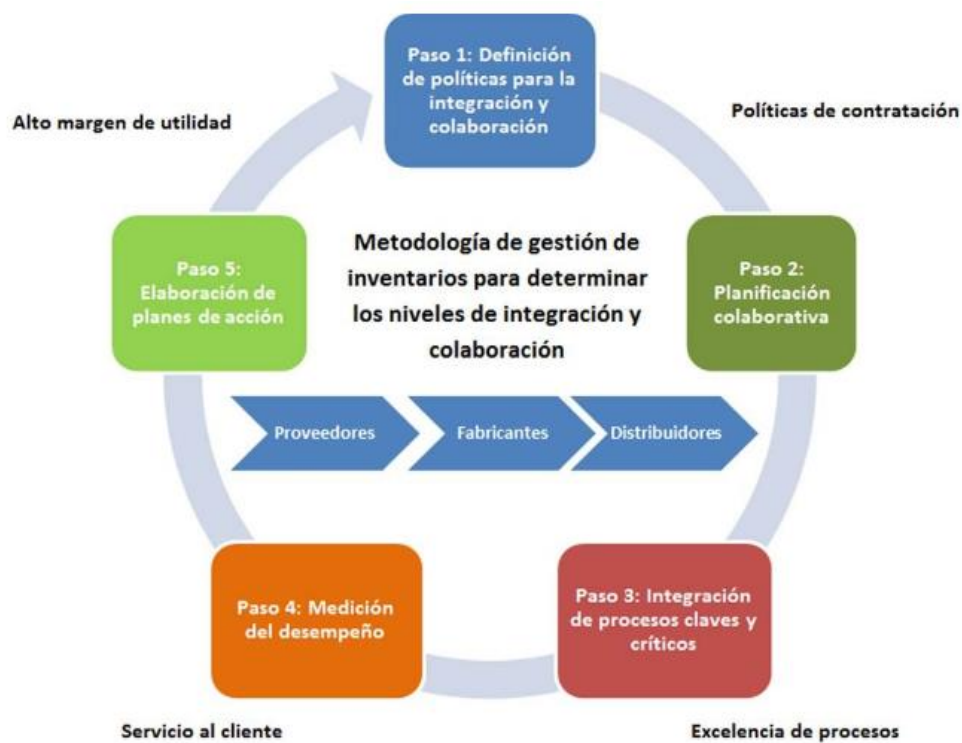 Paso 1: Definición
de políticas para la
integración y
colaboración
Alto margen de utilidad
Políticas de contratación
Metodología de gestión de
inventarios para determinar
los niveles de integración y
colaboración
Paso 5:
Elaboración de
planes de acción
Paso 2:
Planificación
colaborativa
Proveedores
Fabricantes
Distribuidores
Paso 4: Medición
del desempeño
Paso 3: Integración
de procesos claves y
críticos
Servicio al cliente
Excelencia de procesos